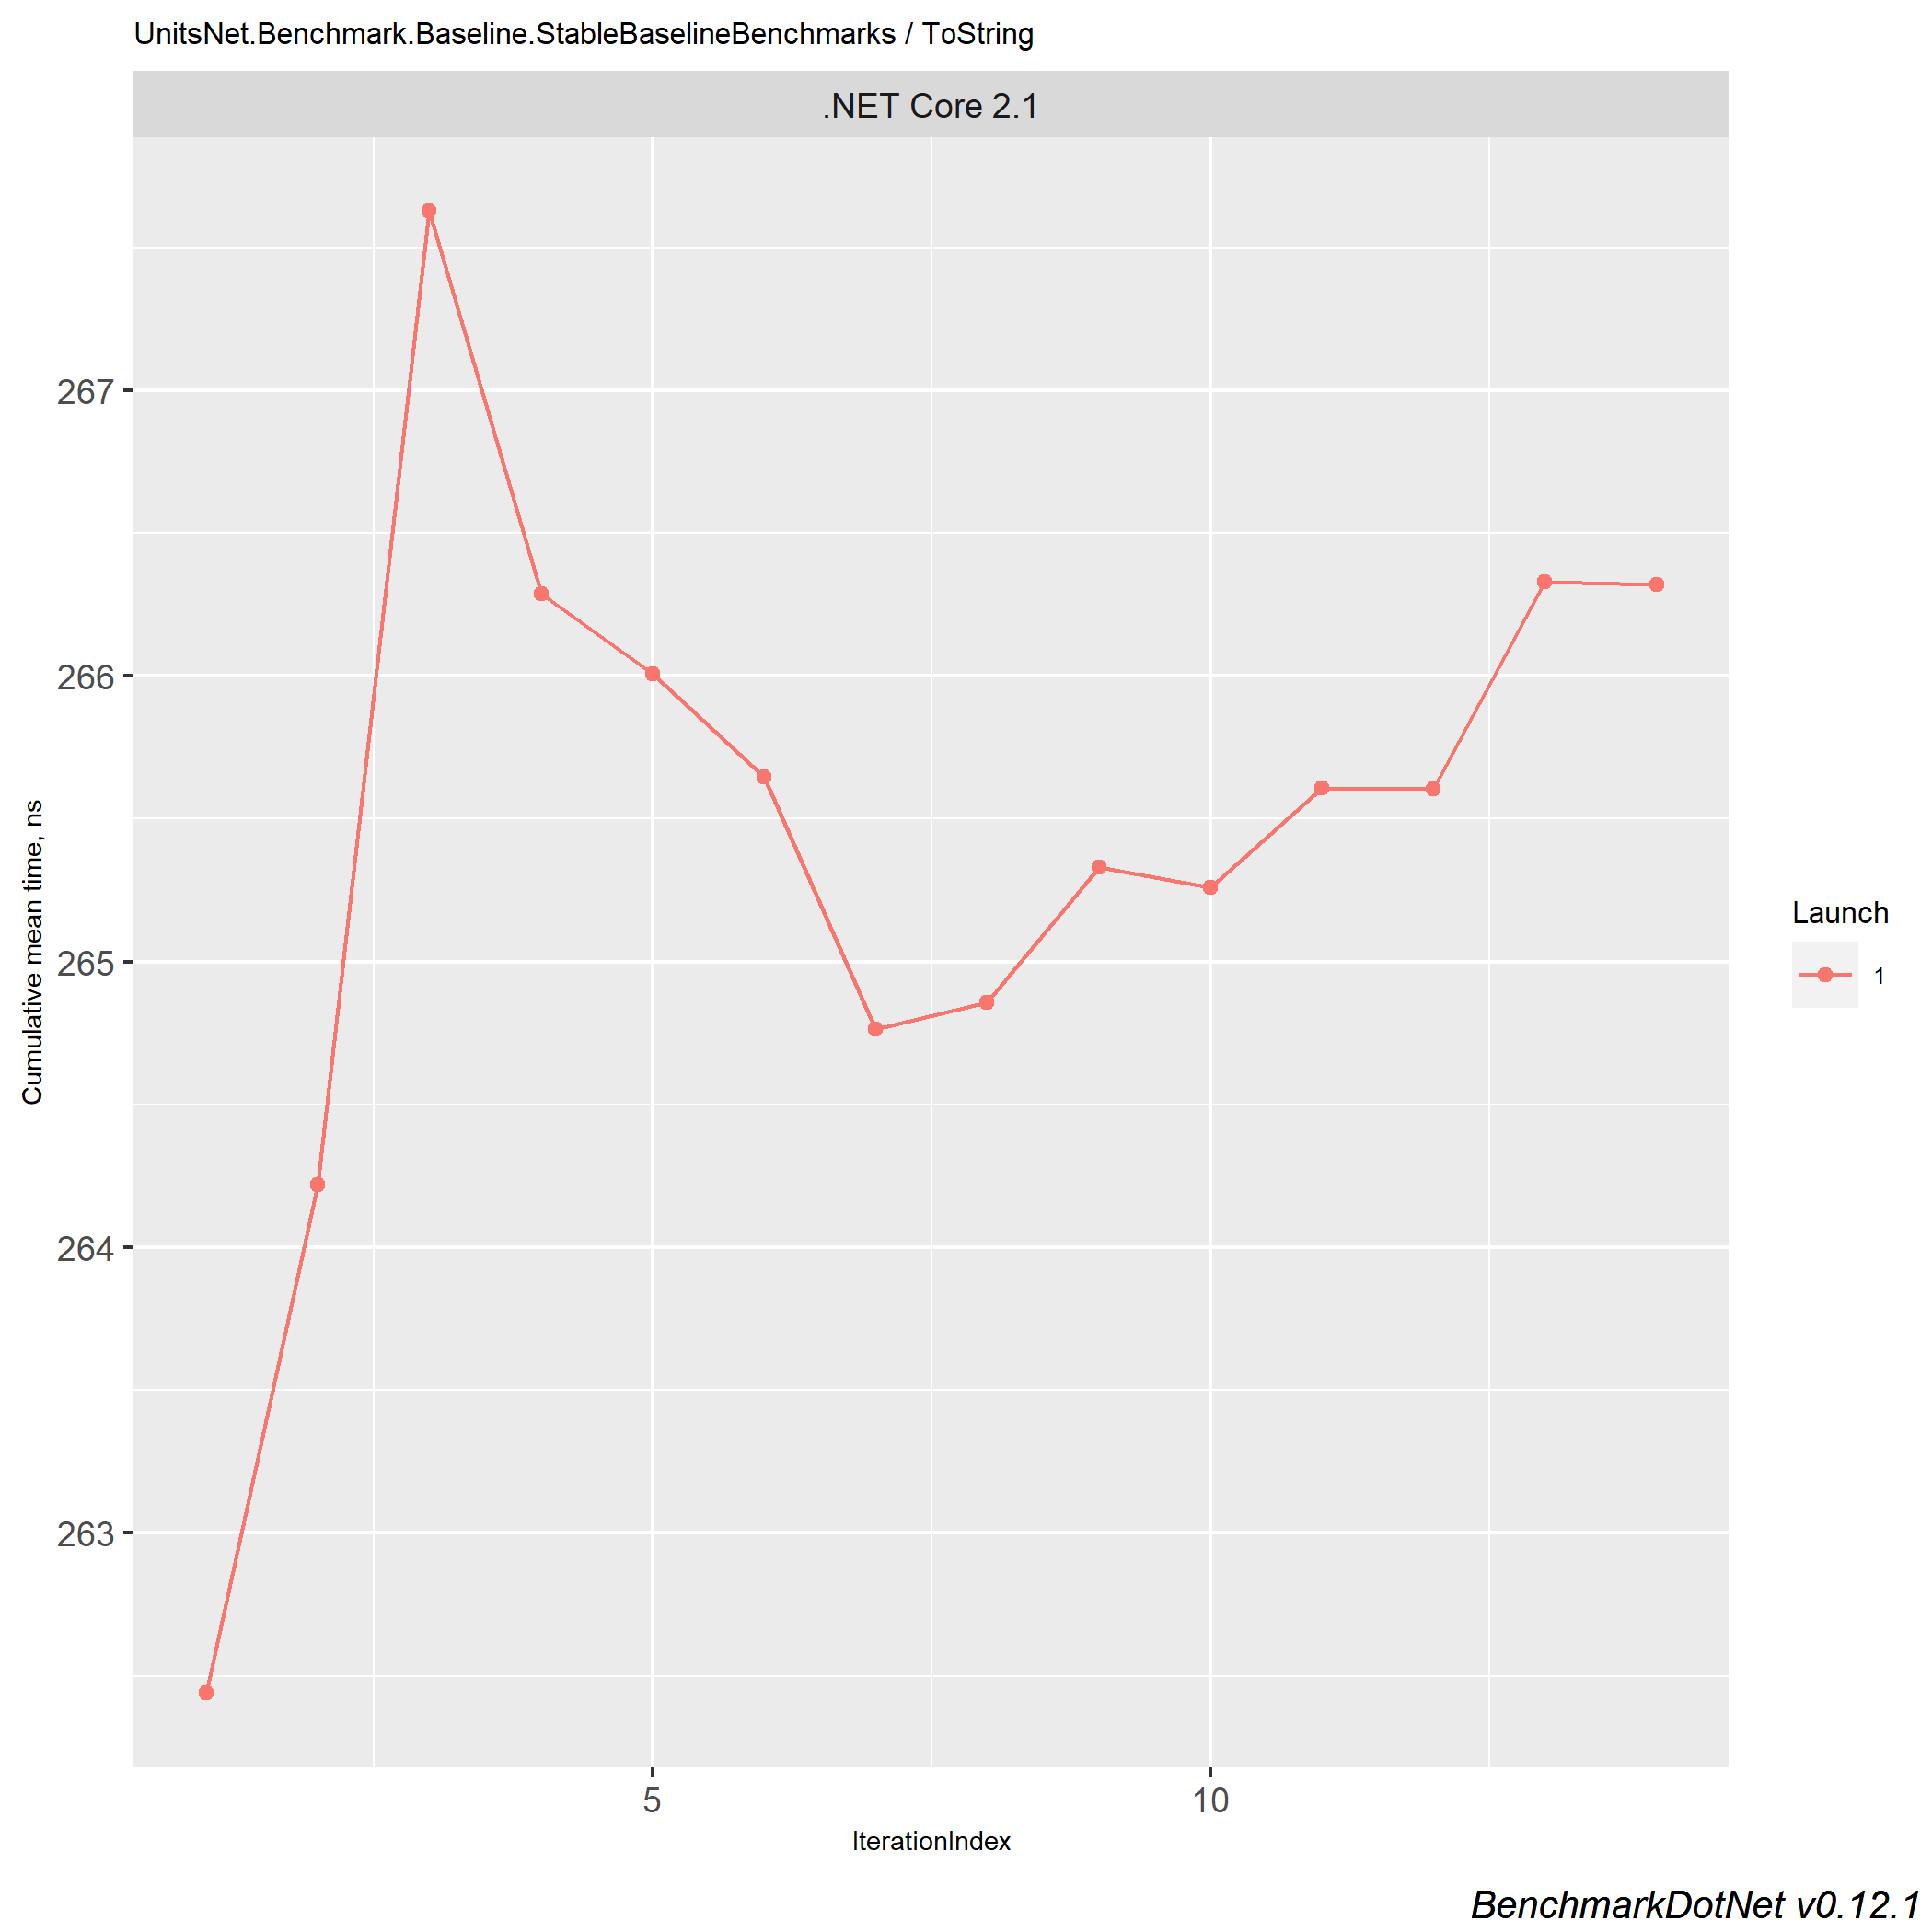 UnitsNet.Benchmark.Baseline.StableBaselineBenchmarks / ToString
.NET Core 2.1
267
266
265
264
263
Cumulative mean time, ns
5
10
IterationIndex
Launch
1
BenchmarkDotNet v0.12.1